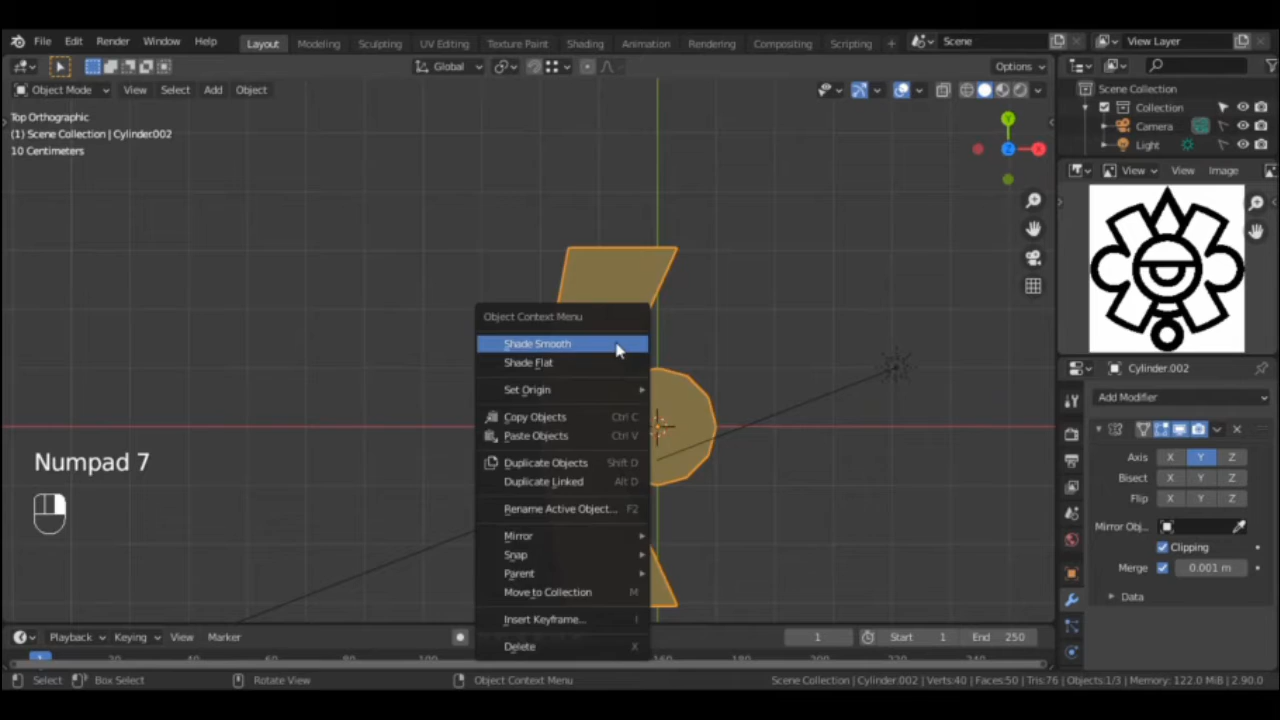 File Edit Render Window Help Layout Modeling Sculpting UV Editing Texture Paint Shading Animation Rendering Compositing Scripting + Scene View Layer
Global Options
Object Mode View Select Add Object
Scene Collection
Collection
Camera
Light
Top Orthographic
(1) Scene Collection | Cylinder.002
10 Centimeters
Y
Z
X
View View Image
Object Context Menu
Shade Smooth
Shade Flat
Set Origin
Copy Objects Ctrl C
Paste Objects Ctrl V
Duplicate Objects Shift D
Duplicate Linked Alt D
Rename Active Object... F2
Mirror
Snap
Parent
Move to Collection M
Insert Keyframe... I
Delete X
Numpad 7
Cylinder.002
Add Modifier
Axis X Y Z
Bisect X Y Z
Flip X Y Z
Mirror Obj...
Clipping
Merge 0.001 m
Data
Playback Keying View Marker 1 Start 1 End 250
1
Select Box Select Rotate View Object Context Menu Scene Collection | Cylinder.002 | Verts:40 | Faces:50 | Tris:76 | Objects:1/3 | Memory: 122.0 MiB | 2.90.0